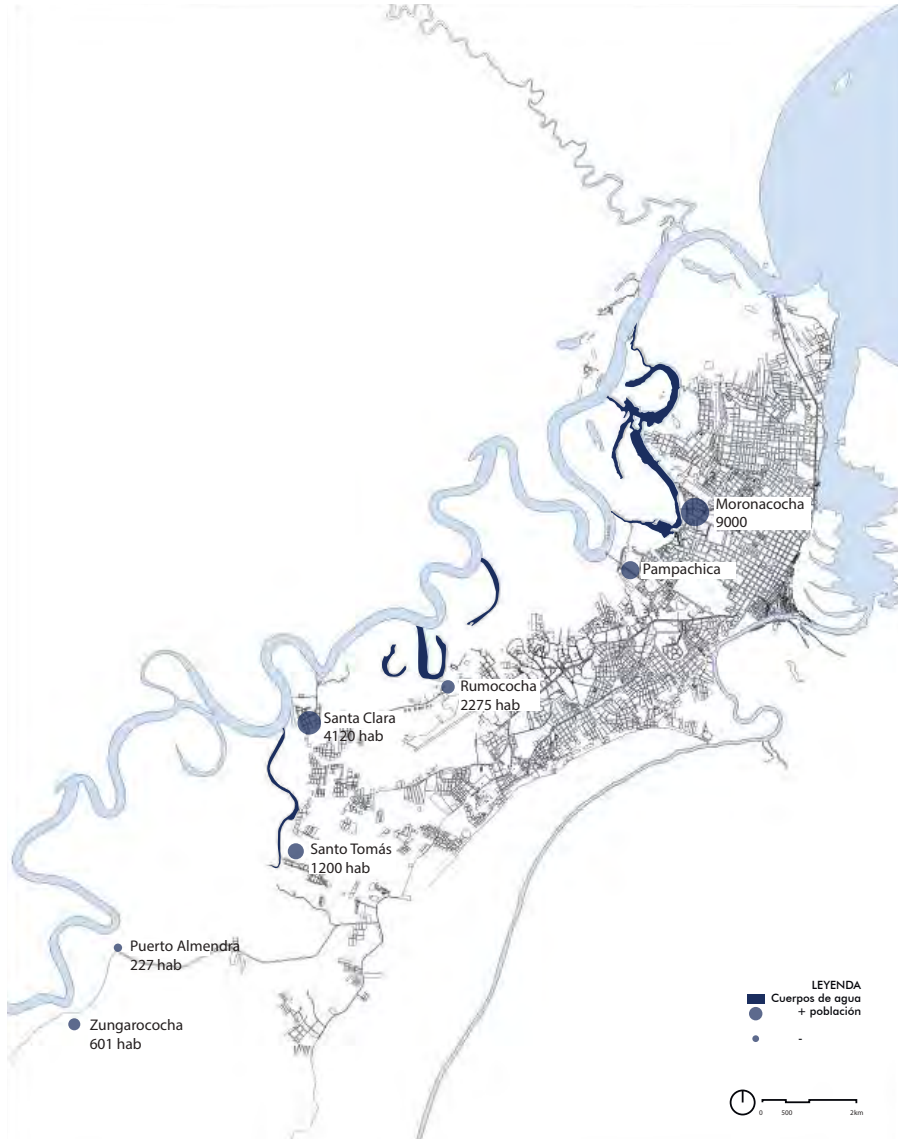 Moronacocha
9000
Pampachica
Rumococha
2275 hab
Santa Clara
4120 hab
Santo Tomás
1200 hab
Puerto Almendra
227 hab
Zungarococha
601 hab
LEYENDA
Cuerpos de agua
+ población
-
0 500 2km